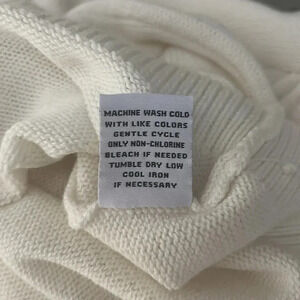 MACHINE WASH COLD
WITH LIKE COLORS
GENTLE CYCLE
ONLY NON-CHLORINE
BLEACH IF NEEDED
TUMBLE DRY LOW
COOL IRON
IF NECESSARY